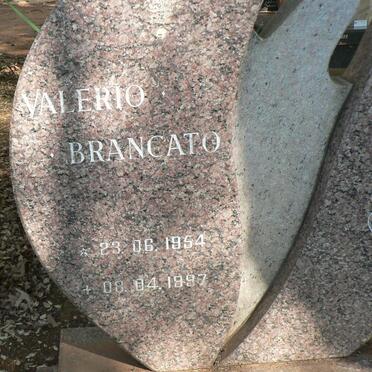 VALERIO
BRANCATO
* 23.06.1954
+ 08.04.1997